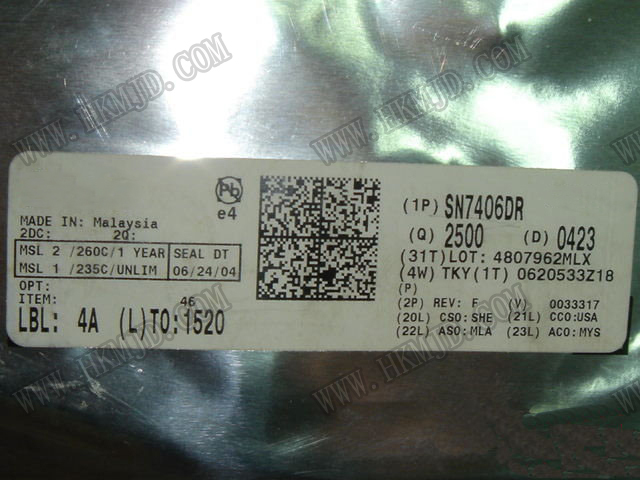 WWW.HKMJD.COM
WWW.HKMJD.COM
Pb
e4
MADE IN: Malaysia
2DC: 2Q:
MSL 2 /260C/1 YEAR SEAL DT
MSL 1 /235C/UNLIM 06/24/04
OPT:
ITEM: 46
LBL: 4A (L)TO:1520
(1P) SN7406DR
(Q) 2500 (D) 0423
(31T)LOT: 4807962MLX
(4W) TKY(1T) 0620533Z18
(P)
(2P) REV: F (V) 0033317
(20L) CSO:SHE (21L) CCO:USA
(22L) ASO:MLA (23L) ACO:MYS
WWW.HKMJD.COM
WWW.HKMJD.COM